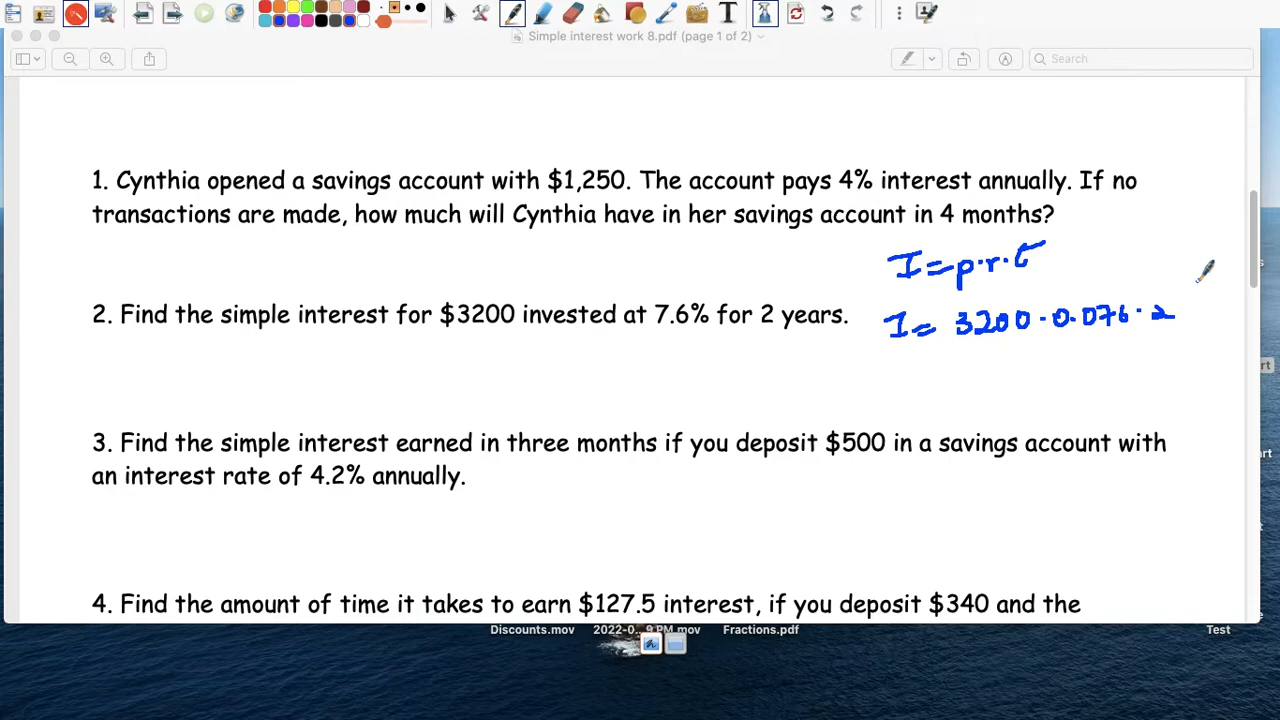 Simple interest work 8.pdf (page 1 of 2)
Search
1. Cynthia opened a savings account with $1,250. The account pays 4% interest annually. If no
transactions are made, how much will Cynthia have in her savings account in 4 months?
I = p · r · t
2. Find the simple interest for $3200 invested at 7.6% for 2 years.
I = 3200 · 0.076 · 2
3. Find the simple interest earned in three months if you deposit $500 in a savings account with
an interest rate of 4.2% annually.
4. Find the amount of time it takes to earn $127.5 interest, if you deposit $340 and the
Discounts.mov
2022-0...9 PM.mov
Fractions.pdf
Test